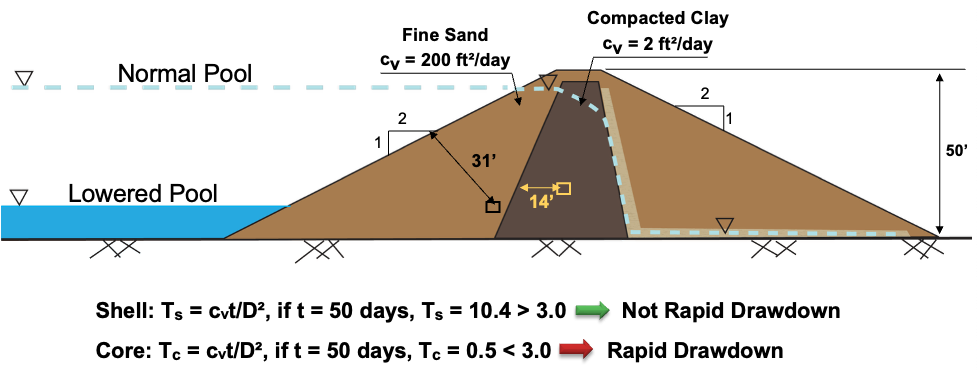 Compacted Clay
cᵥ = 2 ft²/day
Fine Sand
cᵥ = 200 ft²/day
Normal Pool
2
1
2
1
31'
50'
Lowered Pool
14'
Shell: Tₛ = cᵥt/D², if t = 50 days, Tₛ = 10.4 > 3.0 Not Rapid Drawdown
Core: T꜀ = cᵥt/D², if t = 50 days, T꜀ = 0.5 < 3.0 Rapid Drawdown